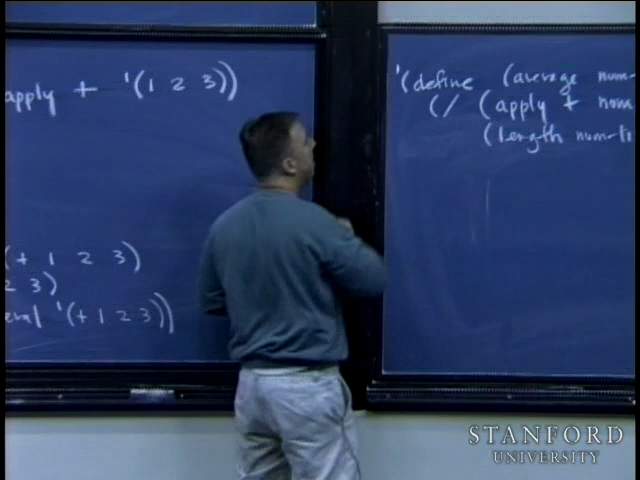 apply + '(1 2 3))
(+ 1 2 3)
2 3)
eval '(+ 1 2 3))
'(define (average num-
(/ (apply + num
(length num-li
STANFORD
UNIVERSITY